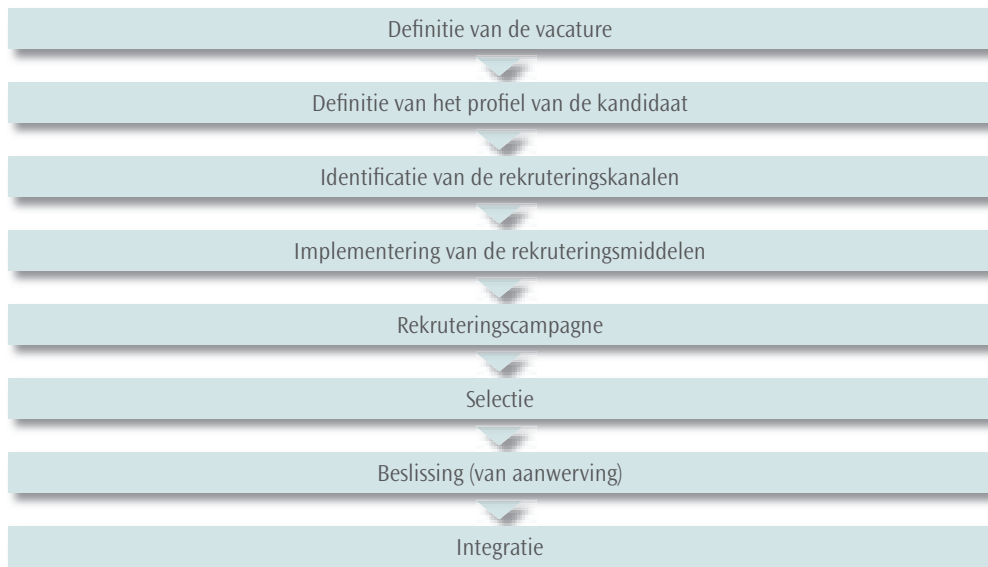 Definitie van de vacature
Definitie van het profiel van de kandidaat
Identificatie van de rekruteringskanalen
Implementering van de rekruteringsmiddelen
Rekruteringscampagne
Selectie
Beslissing (van aanwerving)
Integratie